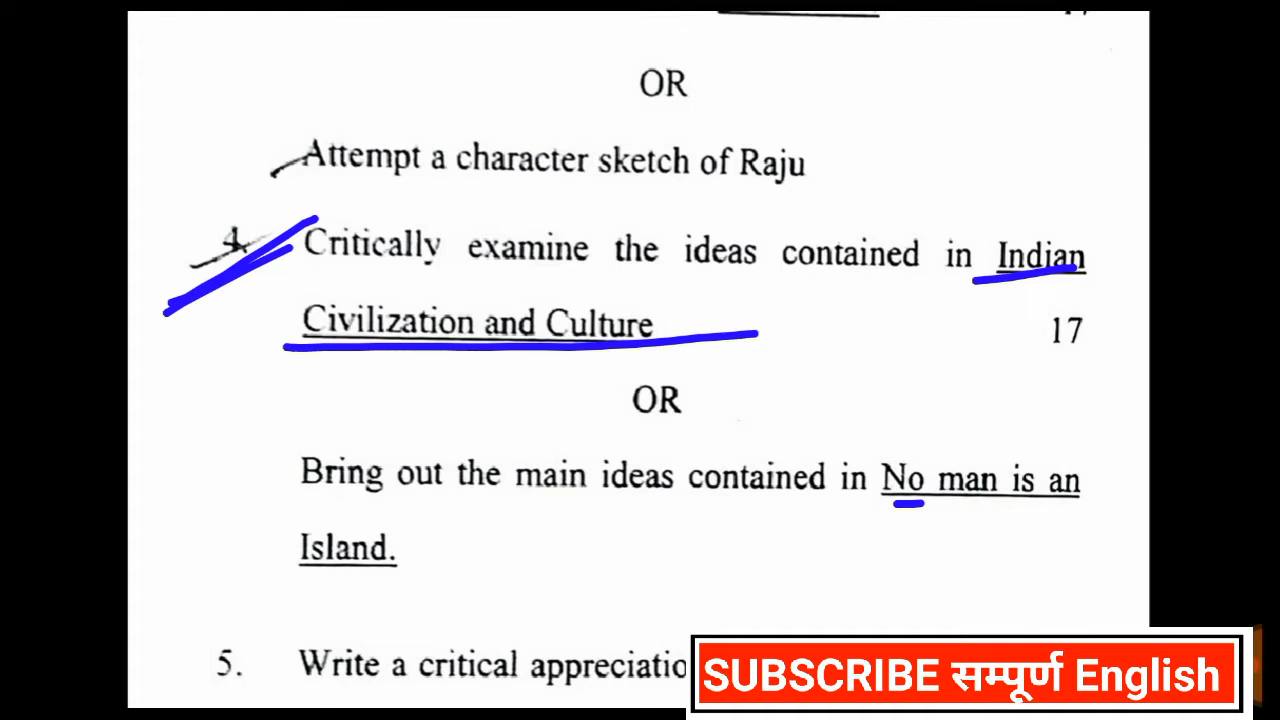 OR
Attempt a character sketch of Raju
4. Critically examine the ideas contained in Indian
Civilization and Culture 17
OR
Bring out the main ideas contained in No man is an
Island.
5. Write a critical appreciatio
SUBSCRIBE सम्पूर्ण English